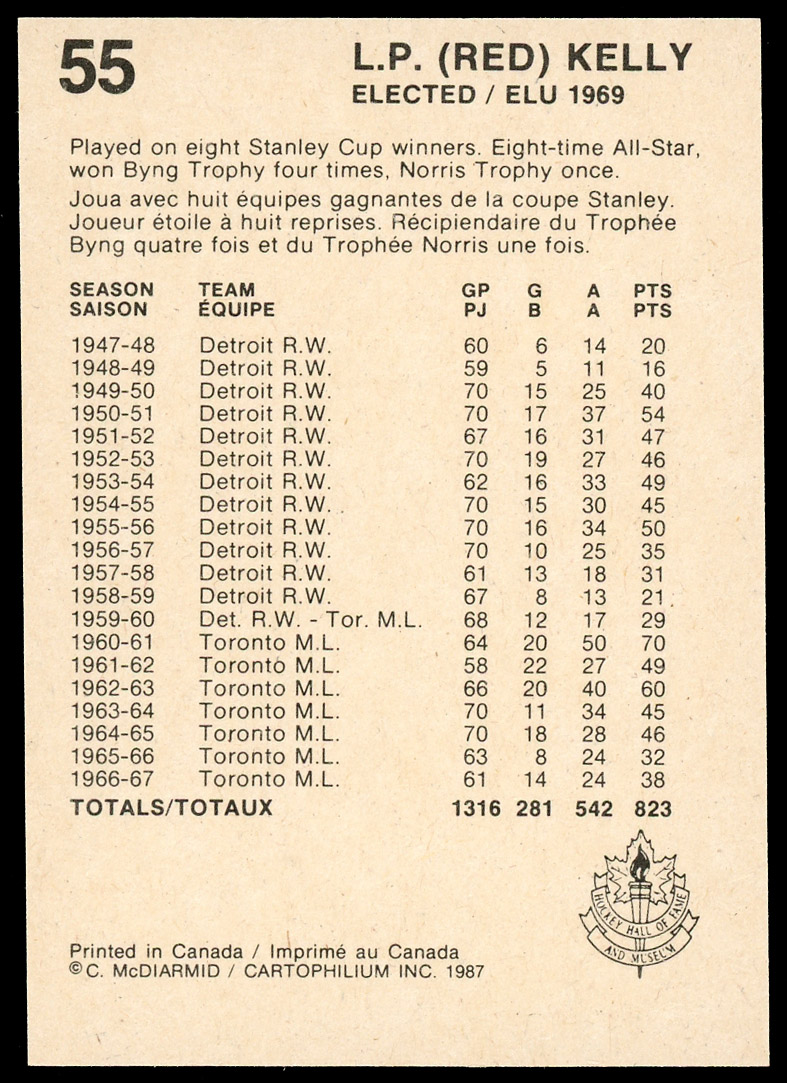 55
L.P. (RED) KELLY
ELECTED / ELU 1969
Played on eight Stanley Cup winners. Eight-time All-Star,
won Byng Trophy four times, Norris Trophy once.
Joua avec huit équipes gagnantes de la coupe Stanley.
Joueur étoile à huit reprises. Récipiendaire du Trophée
Byng quatre fois et du Trophée Norris une fois.
SEASON TEAM GP G A PTS
SAISON ÉQUIPE PJ B A PTS
1947-48 Detroit R.W. 60 6 14 20
1948-49 Detroit R.W. 59 5 11 16
1949-50 Detroit R.W. 70 15 25 40
1950-51 Detroit R.W. 70 17 37 54
1951-52 Detroit R.W. 67 16 31 47
1952-53 Detroit R.W. 70 19 27 46
1953-54 Detroit R.W. 62 16 33 49
1954-55 Detroit R.W. 70 15 30 45
1955-56 Detroit R.W. 70 16 34 50
1956-57 Detroit R.W. 70 10 25 35
1957-58 Detroit R.W. 61 13 18 31
1958-59 Detroit R.W. 67 8 13 21
1959-60 Det. R.W. - Tor. M.L. 68 12 17 29
1960-61 Toronto M.L. 64 20 50 70
1961-62 Toronto M.L. 58 22 27 49
1962-63 Toronto M.L. 66 20 40 60
1963-64 Toronto M.L. 70 11 34 45
1964-65 Toronto M.L. 70 18 28 46
1965-66 Toronto M.L. 63 8 24 32
1966-67 Toronto M.L. 61 14 24 38
TOTALS/TOTAUX 1316 281 542 823
HOCKEY HALL OF FAME
AND MUSEUM
Printed in Canada / Imprimé au Canada
© C. McDIARMID / CARTOPHILIUM INC. 1987